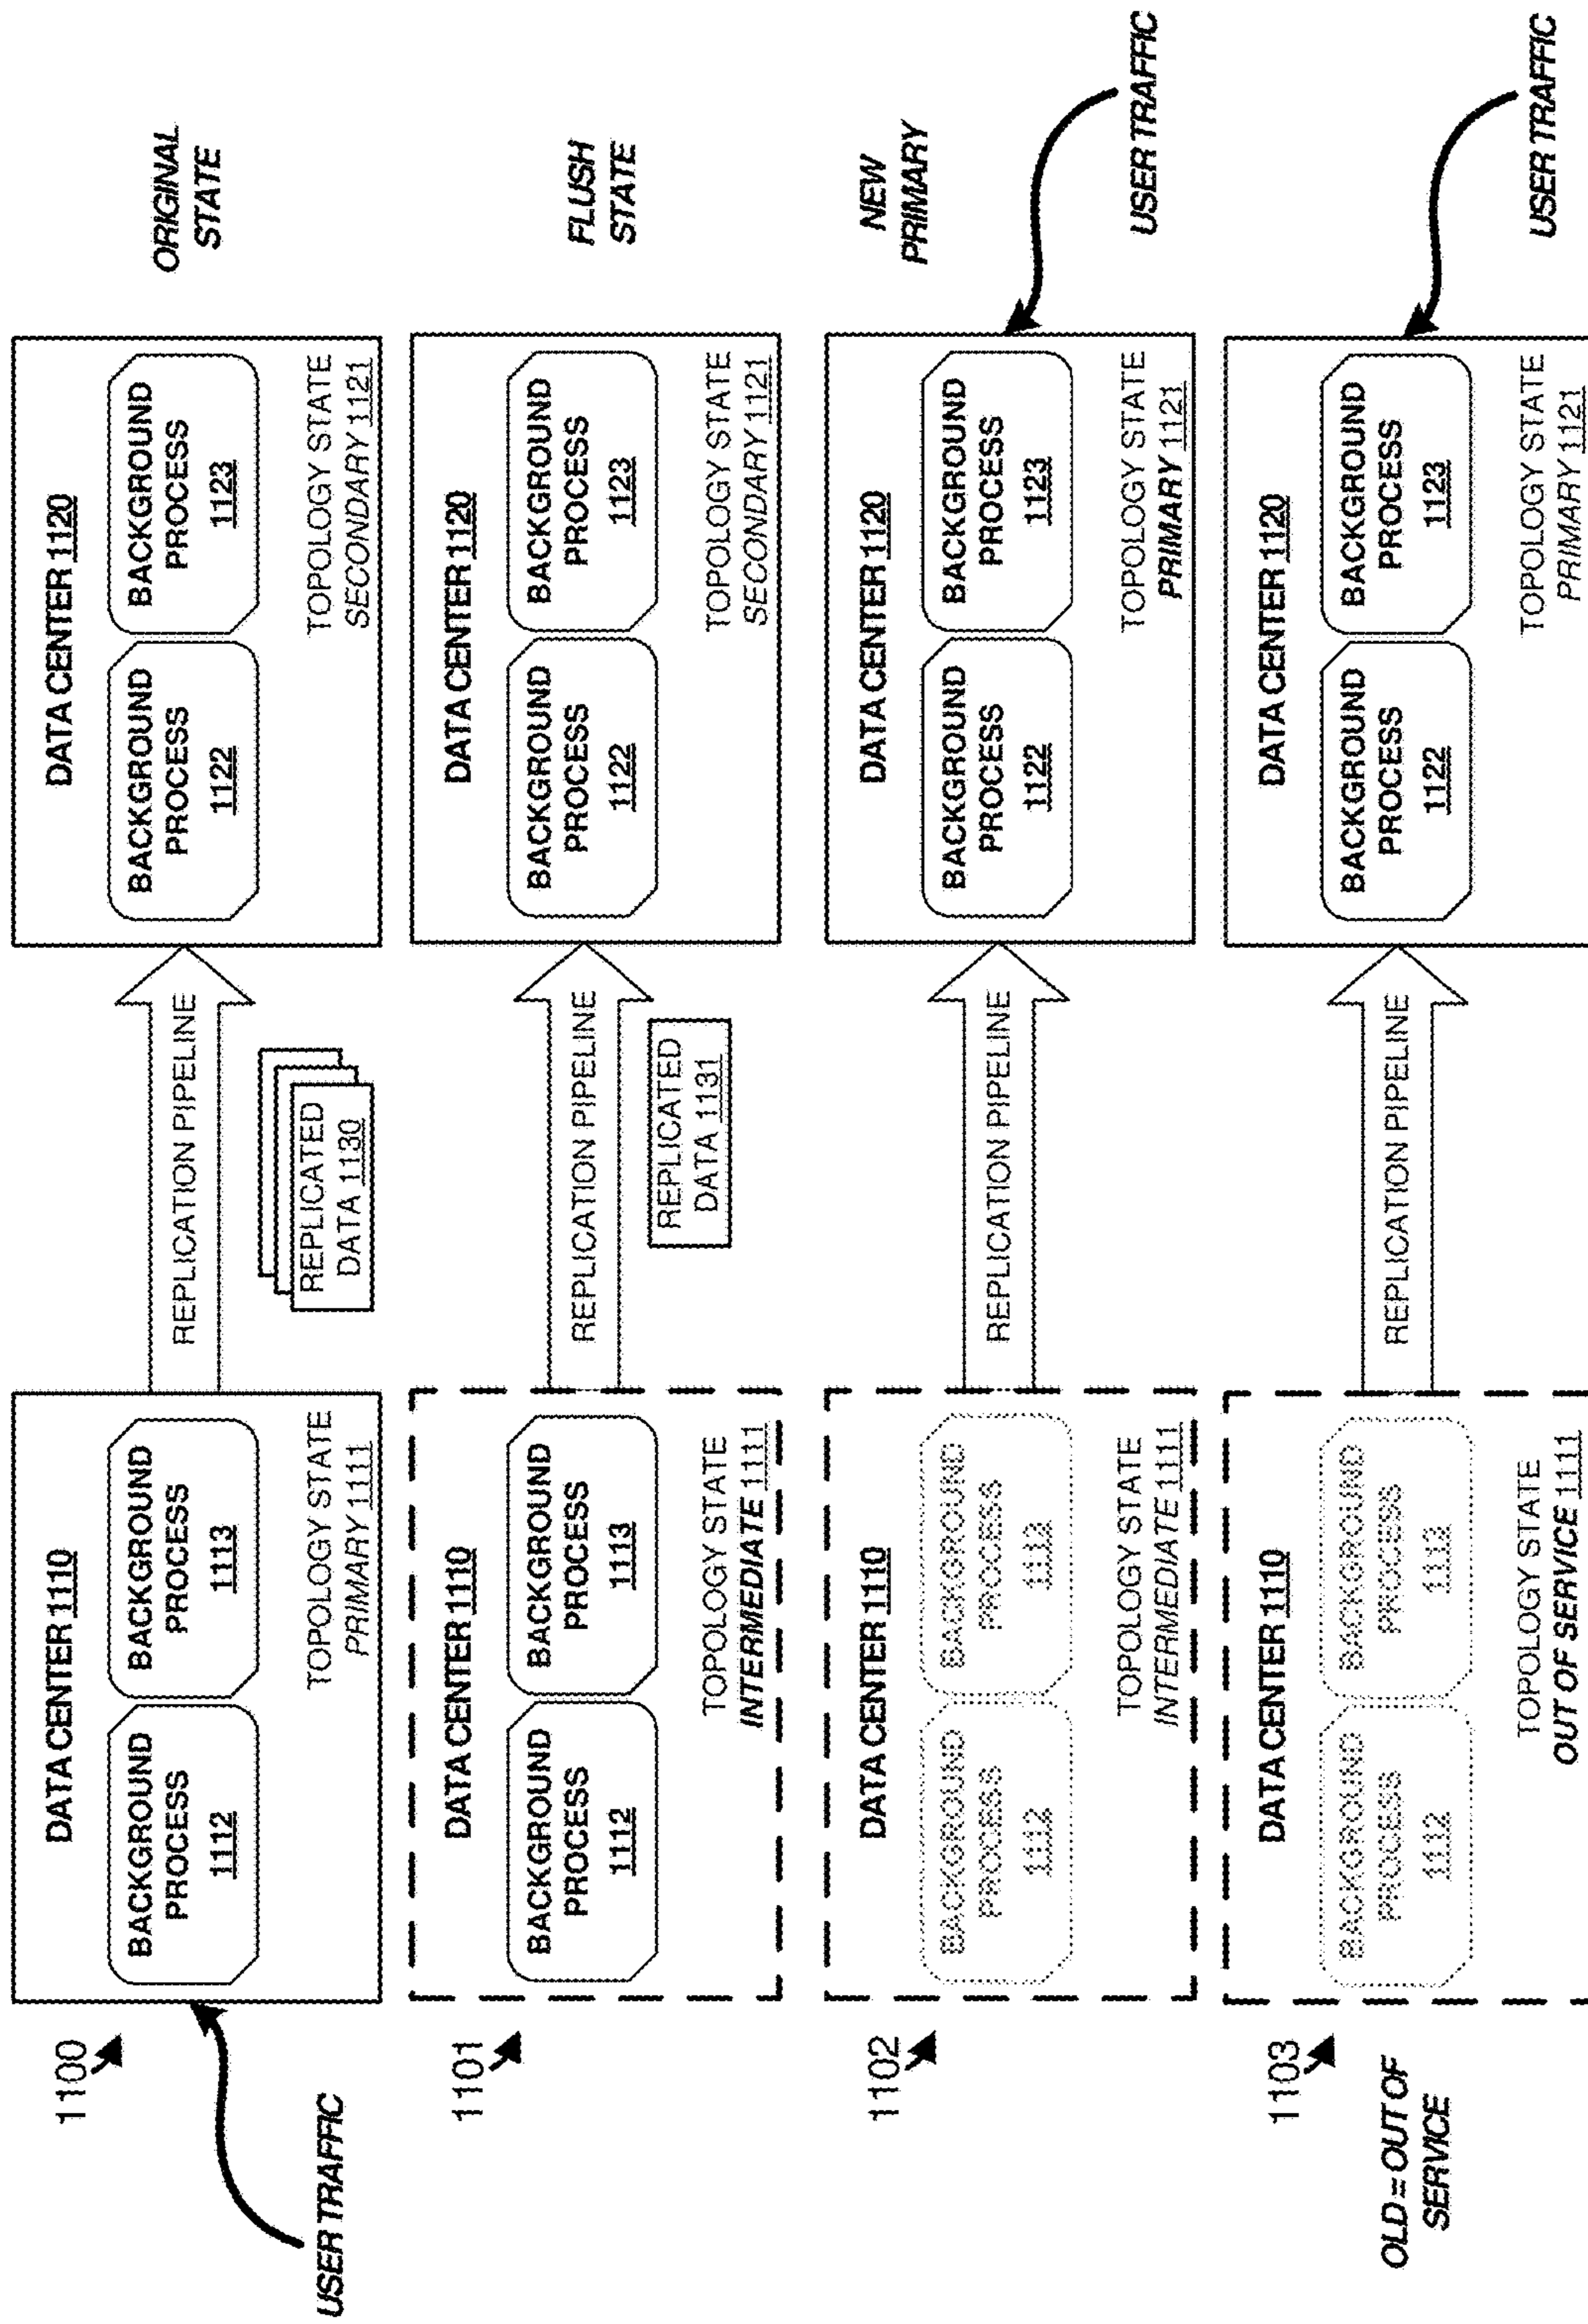 1100
USER TRAFFIC
DATA CENTER 1110
BACKGROUND
PROCESS
1112
BACKGROUND
PROCESS
1113
TOPOLOGY STATE
PRIMARY 1111
REPLICATION PIPELINE
REPLICATED
DATA 1130
DATA CENTER 1120
BACKGROUND
PROCESS
1122
BACKGROUND
PROCESS
1123
TOPOLOGY STATE
SECONDARY 1121
ORIGINAL
STATE
1101
DATA CENTER 1110
BACKGROUND
PROCESS
1112
BACKGROUND
PROCESS
1113
TOPOLOGY STATE
INTERMEDIATE 1111
REPLICATION PIPELINE
REPLICATED
DATA 1131
DATA CENTER 1120
BACKGROUND
PROCESS
1122
BACKGROUND
PROCESS
1123
TOPOLOGY STATE
SECONDARY 1121
FLUSH
STATE
1102
DATA CENTER 1110
BACKGROUND
PROCESS
1112
BACKGROUND
PROCESS
1113
TOPOLOGY STATE
INTERMEDIATE 1111
REPLICATION PIPELINE
DATA CENTER 1120
BACKGROUND
PROCESS
1122
BACKGROUND
PROCESS
1123
TOPOLOGY STATE
PRIMARY 1121
NEW
PRIMARY
USER TRAFFIC
1103
OLD = OUT OF
SERVICE
DATA CENTER 1110
BACKGROUND
PROCESS
1112
BACKGROUND
PROCESS
1113
TOPOLOGY STATE
OUT OF SERVICE 1111
REPLICATION PIPELINE
DATA CENTER 1120
BACKGROUND
PROCESS
1122
BACKGROUND
PROCESS
1123
TOPOLOGY STATE
PRIMARY 1121
USER TRAFFIC